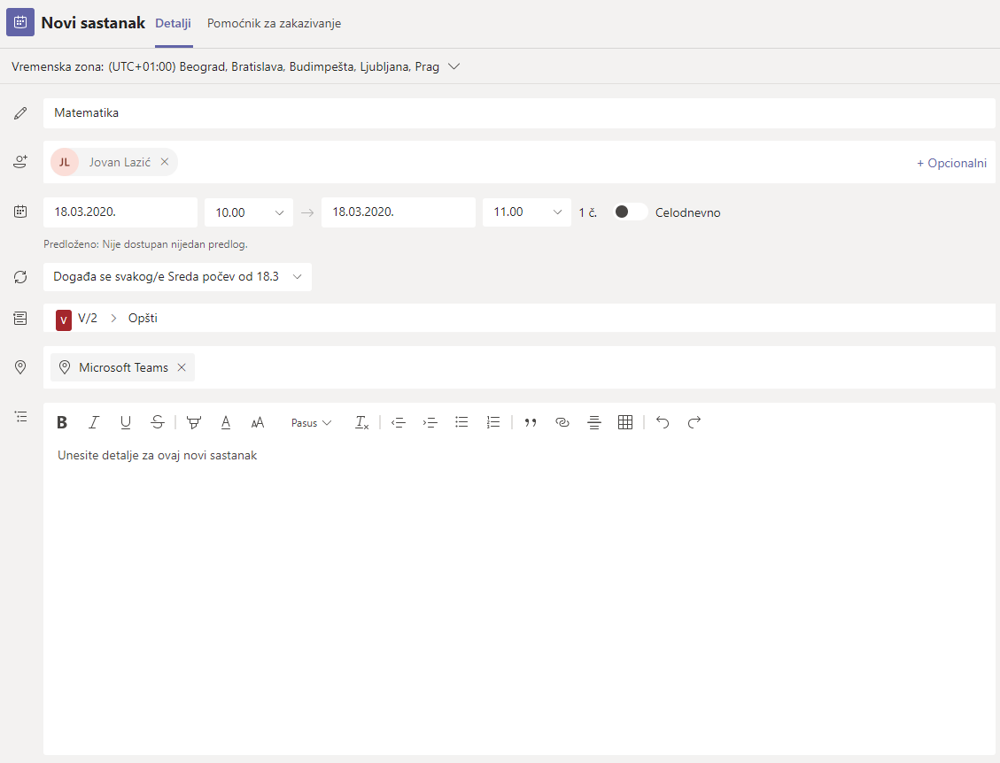 Novi sastanak Detalji Pomoćnik za zakazivanje
Vremenska zona: (UTC+01:00) Beograd, Bratislava, Budimpešta, Ljubljana, Prag
Matematika
JL Jovan Lazić + Opcionalni
18.03.2020. 10.00 18.03.2020. 11.00 1 č. Celodnevno
Predloženo: Nije dostupan nijedan predlog.
Događa se svakog/e Sreda počev od 18.3
V V/2 > Opšti
Microsoft Teams
B I U S A AA Pasus Ix
Unesite detalje za ovaj novi sastanak